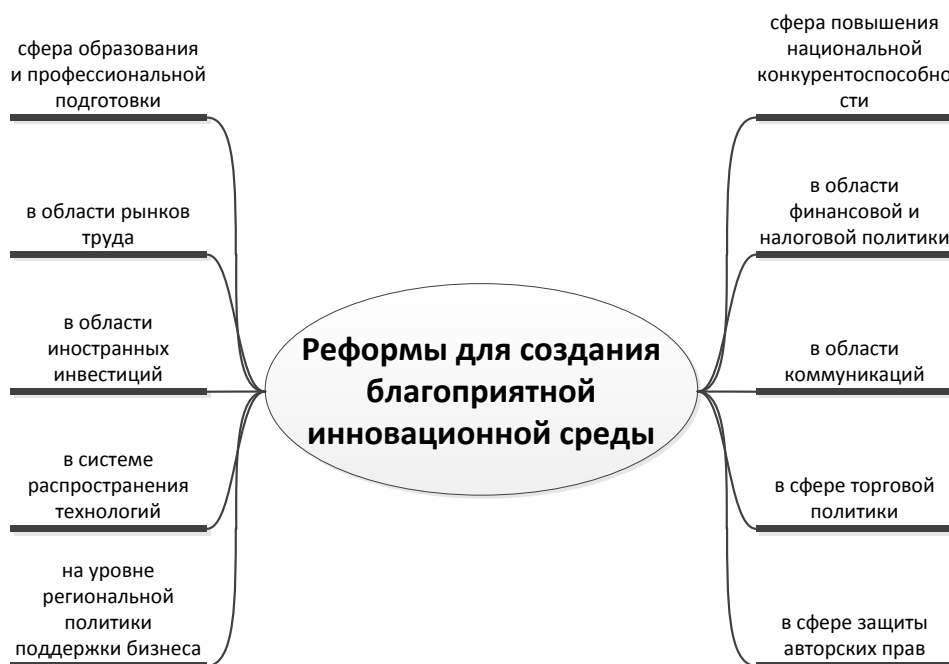 сфера образования
и профессиональной
подготовки
в области рынков
труда
в области
иностранных
инвестиций
в системе
распространения
технологий
на уровне
региональной
политики
поддержки бизнеса
Реформы для создания
благоприятной
инновационной среды
сфера повышения
национальной
конкурентоспособно
сти
в области
финансовой и
налоговой политики
в области
коммуникаций
в сфере торговой
политики
в сфере защиты
авторских прав